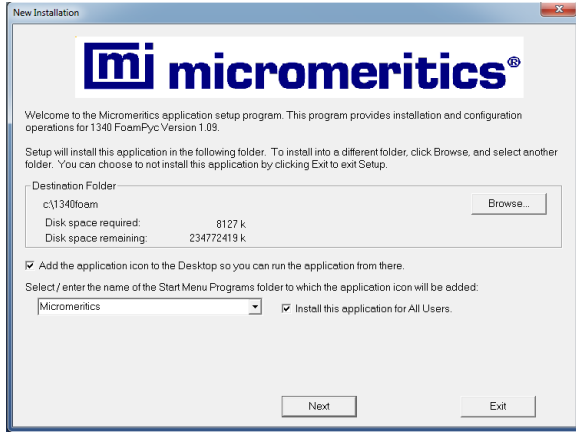 New Installation
mi micromeritics®
Welcome to the Micromeritics application setup program. This program provides installation and configuration
operations for 1340 FoamPyc Version 1.09.
Setup will install this application in the following folder. To install into a different folder, click Browse, and select another
folder. You can choose to not install this application by clicking Exit to exit Setup.
Destination Folder
c:\1340foam
Browse...
Disk space required: 8127 k
Disk space remaining: 234772419 k
Add the application icon to the Desktop so you can run the application from there.
Select / enter the name of the Start Menu Programs folder to which the application icon will be added:
Micromeritics
Install this application for All Users.
Next
Exit